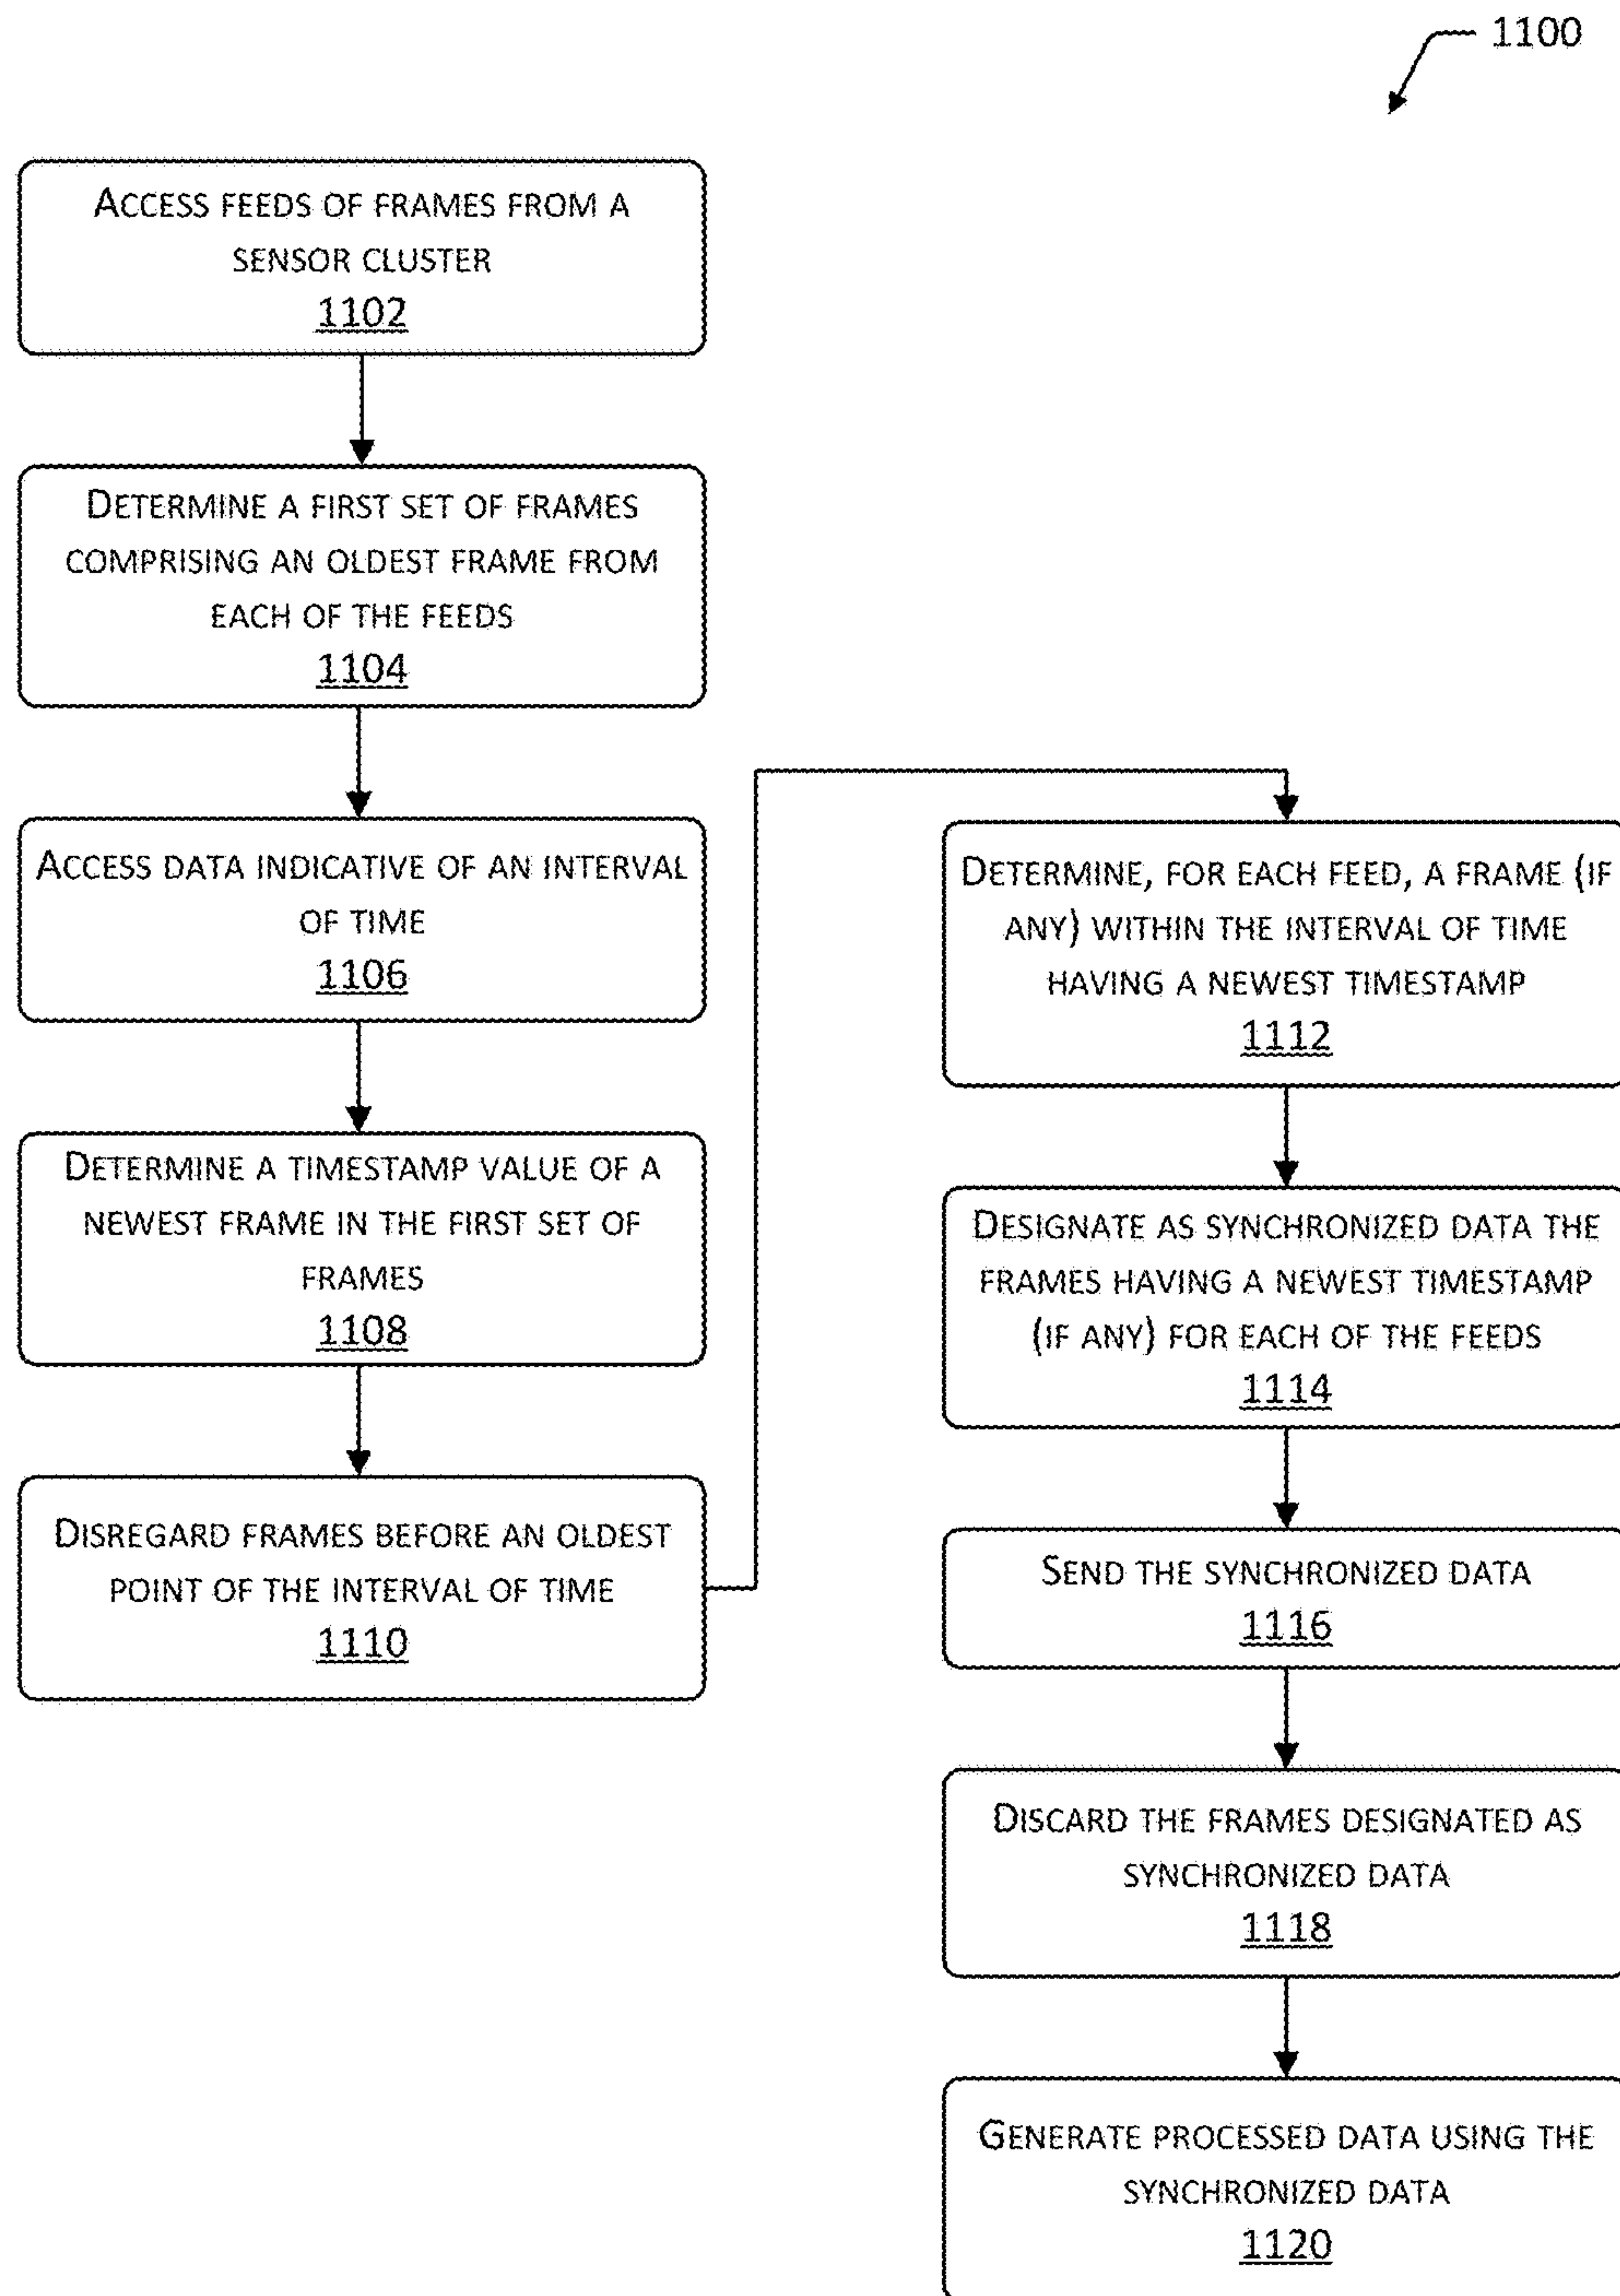 1100
ACCESS FEEDS OF FRAMES FROM A
SENSOR CLUSTER
1102
DETERMINE A FIRST SET OF FRAMES
COMPRISING AN OLDEST FRAME FROM
EACH OF THE FEEDS
1104
ACCESS DATA INDICATIVE OF AN INTERVAL
OF TIME
1106
DETERMINE A TIMESTAMP VALUE OF A
NEWEST FRAME IN THE FIRST SET OF
FRAMES
1108
DISREGARD FRAMES BEFORE AN OLDEST
POINT OF THE INTERVAL OF TIME
1110
DETERMINE, FOR EACH FEED, A FRAME (IF
ANY) WITHIN THE INTERVAL OF TIME
HAVING A NEWEST TIMESTAMP
1112
DESIGNATE AS SYNCHRONIZED DATA THE
FRAMES HAVING A NEWEST TIMESTAMP
(IF ANY) FOR EACH OF THE FEEDS
1114
SEND THE SYNCHRONIZED DATA
1116
DISCARD THE FRAMES DESIGNATED AS
SYNCHRONIZED DATA
1118
GENERATE PROCESSED DATA USING THE
SYNCHRONIZED DATA
1120